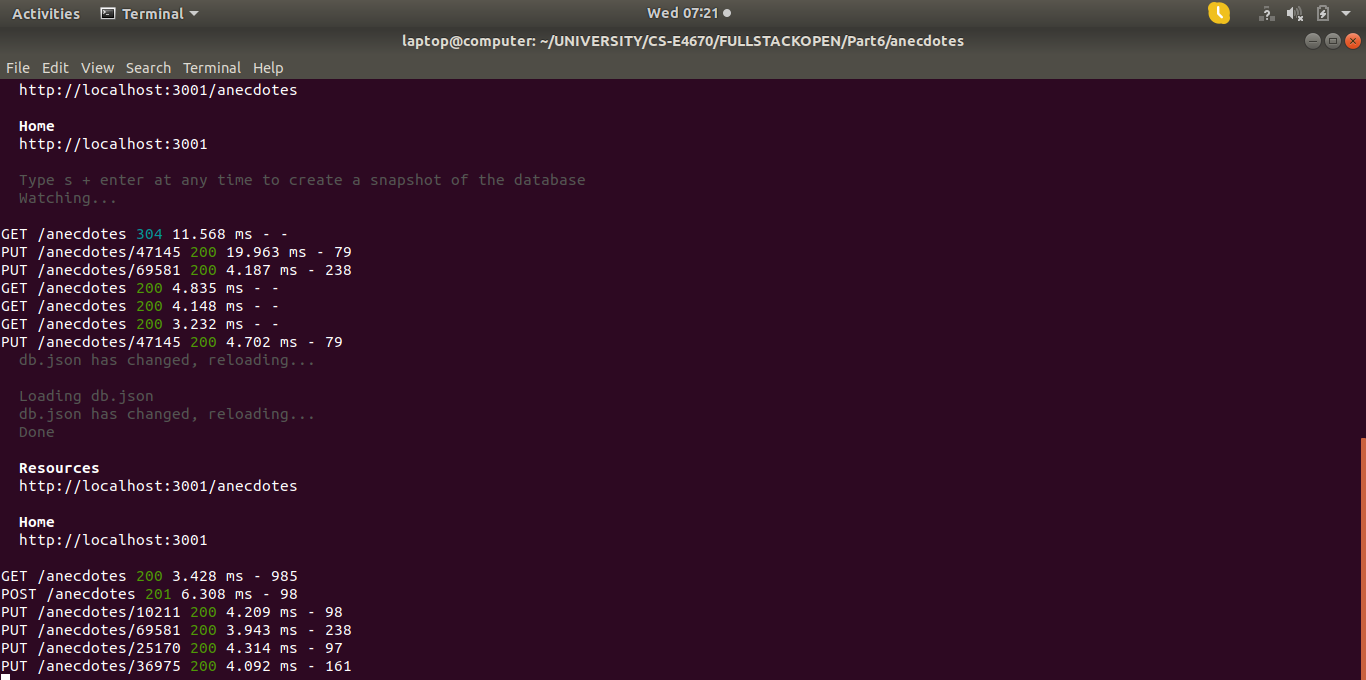 Activities Terminal Wed 07:21
laptop@computer: ~/UNIVERSITY/CS-E4670/FULLSTACKOPEN/Part6/anecdotes
File Edit View Search Terminal Help
http://localhost:3001/anecdotes
Home
http://localhost:3001
Type s + enter at any time to create a snapshot of the database
Watching...
GET /anecdotes 304 11.568 ms - -
PUT /anecdotes/47145 200 19.963 ms - 79
PUT /anecdotes/69581 200 4.187 ms - 238
GET /anecdotes 200 4.835 ms - -
GET /anecdotes 200 4.148 ms - -
GET /anecdotes 200 3.232 ms - -
PUT /anecdotes/47145 200 4.702 ms - 79
db.json has changed, reloading...
Loading db.json
db.json has changed, reloading...
Done
Resources
http://localhost:3001/anecdotes
Home
http://localhost:3001
GET /anecdotes 200 3.428 ms - 985
POST /anecdotes 201 6.308 ms - 98
PUT /anecdotes/10211 200 4.209 ms - 98
PUT /anecdotes/69581 200 3.943 ms - 238
PUT /anecdotes/25170 200 4.314 ms - 97
PUT /anecdotes/36975 200 4.092 ms - 161